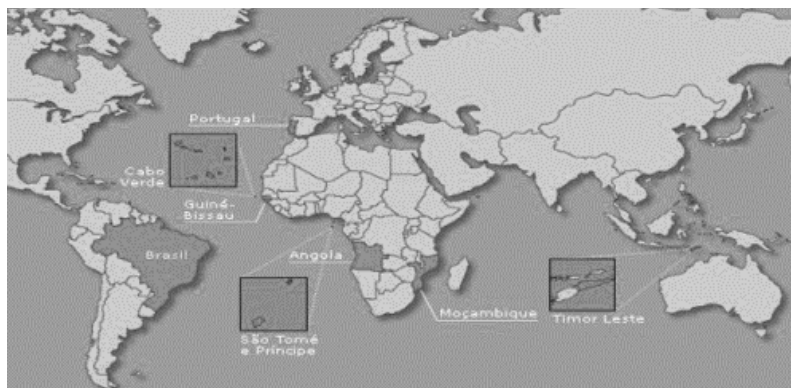 Portugal
Cabo
Verde
Guiné-
Bissau
Brasil
Angola
São Tomé
e Príncipe
Moçambique
Timor Leste